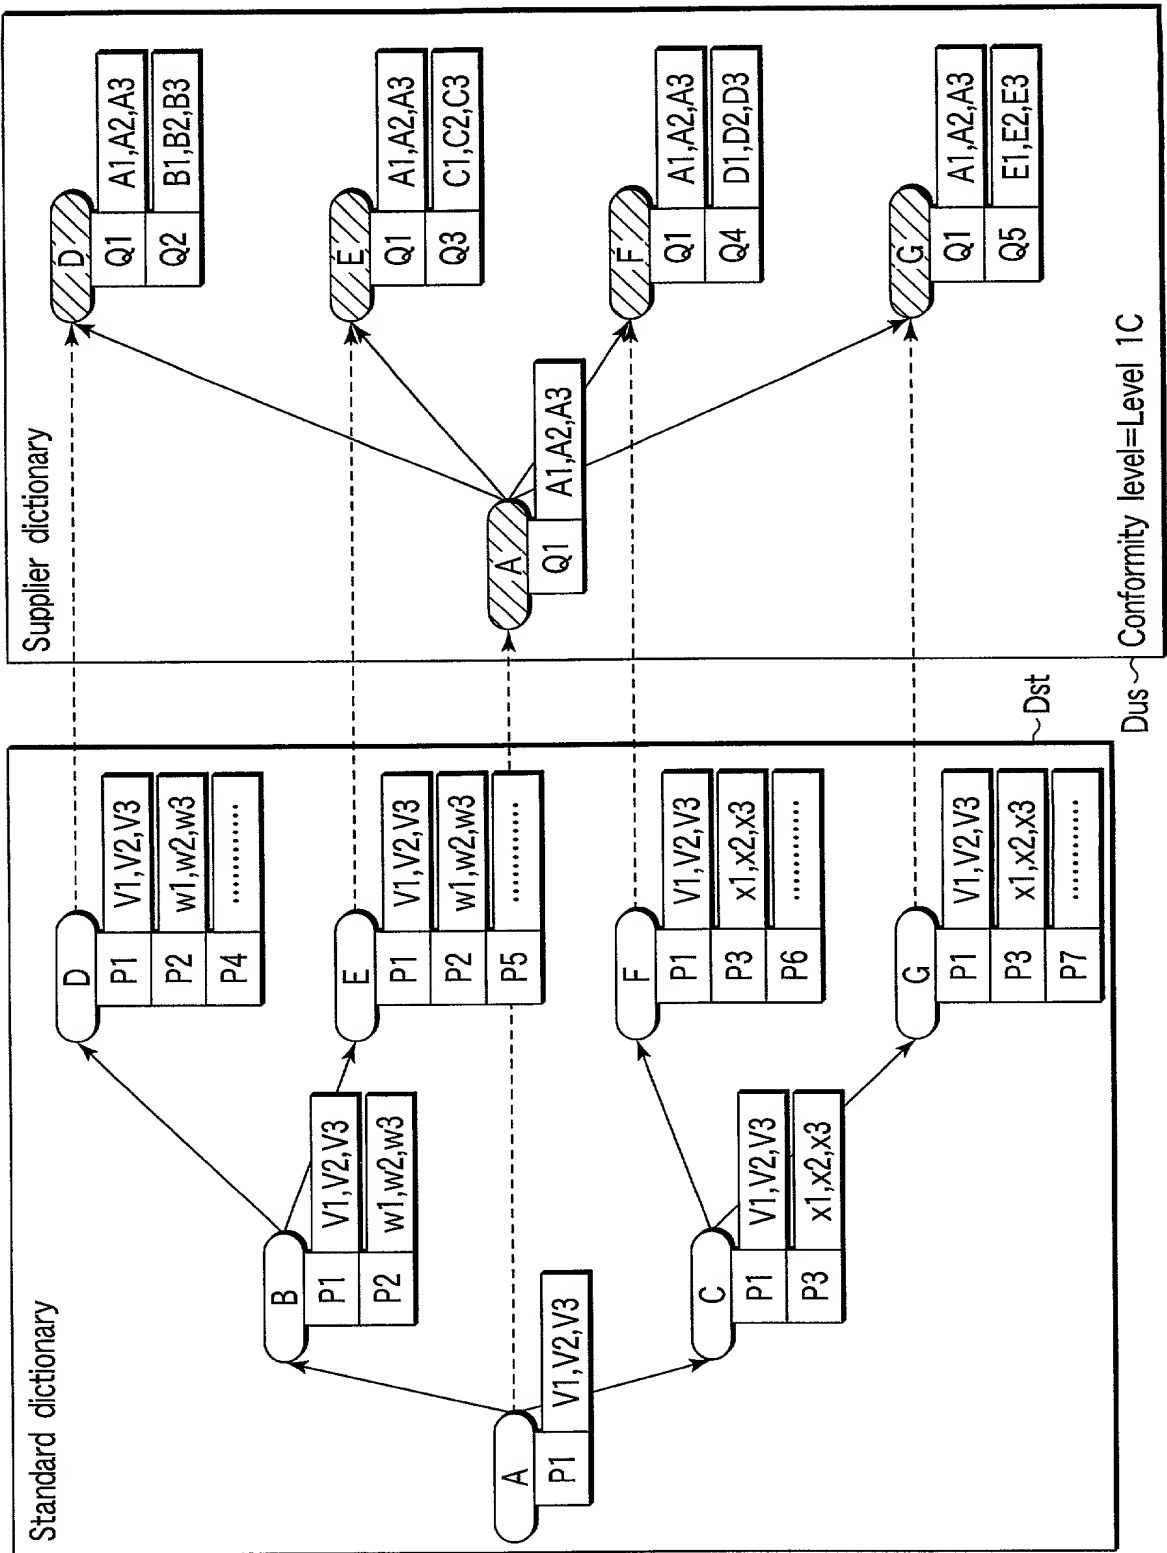 Standard dictionary
A
P1 V1,V2,V3
B
P1 V1,V2,V3
P2 w1,w2,w3
C
P1 V1,V2,V3
P3 x1,x2,x3
D
P1 V1,V2,V3
P2 w1,w2,w3
P4 ..........
E
P1 V1,V2,V3
P2 w1,w2,w3
P5 ..........
F
P1 V1,V2,V3
P3 x1,x2,x3
P6 ..........
G
P1 V1,V2,V3
P3 x1,x2,x3
P7 ..........
Dst
Supplier dictionary
A
Q1 A1,A2,A3
D
Q1 A1,A2,A3
Q2 B1,B2,B3
E
Q1 A1,A2,A3
Q3 C1,C2,C3
F
Q1 A1,A2,A3
Q4 D1,D2,D3
G
Q1 A1,A2,A3
Q5 E1,E2,E3
Dus
Conformity level=Level 1C